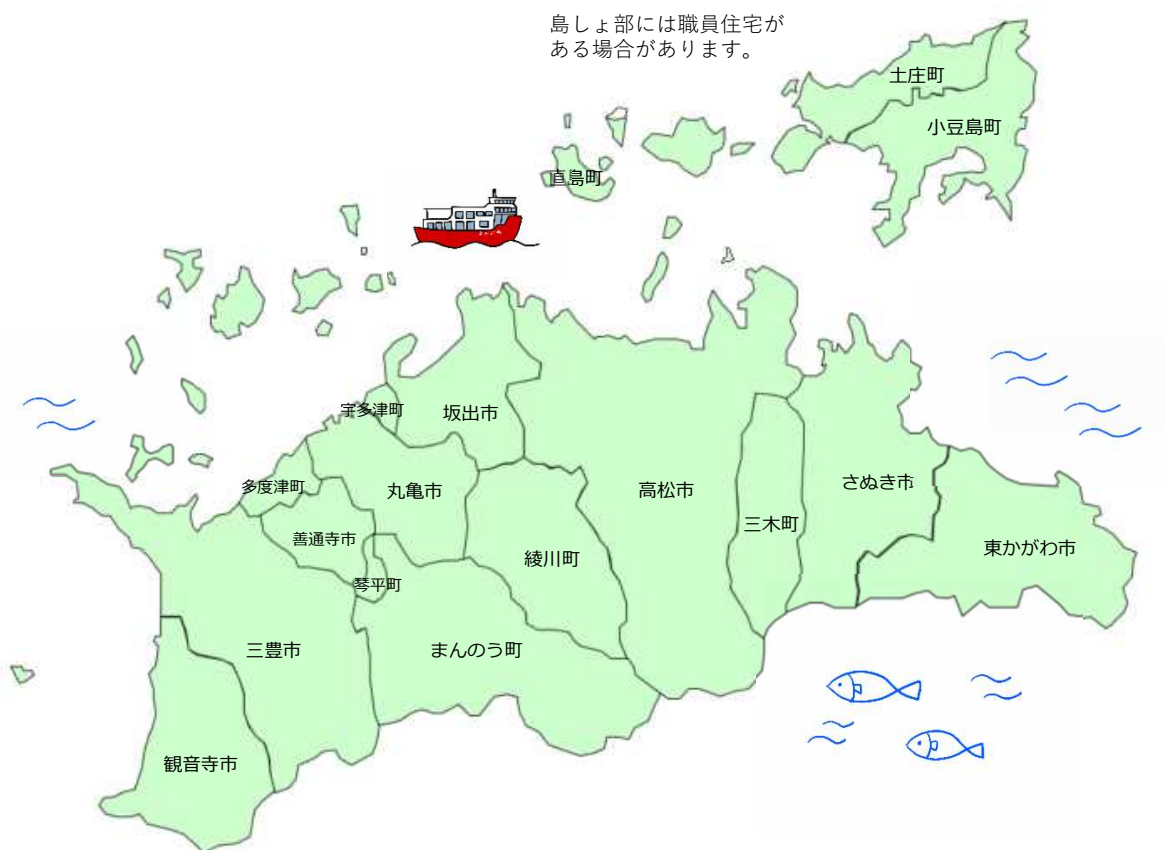 島しょ部には職員住宅が
ある場合があります。
土庄町
小豆島町
直島町
宇多津町
坂出市
多度津町
丸亀市
高松市
さぬき市
三木町
善通寺市
綾川町
東かがわ市
琴平町
三豊市
まんのう町
観音寺市